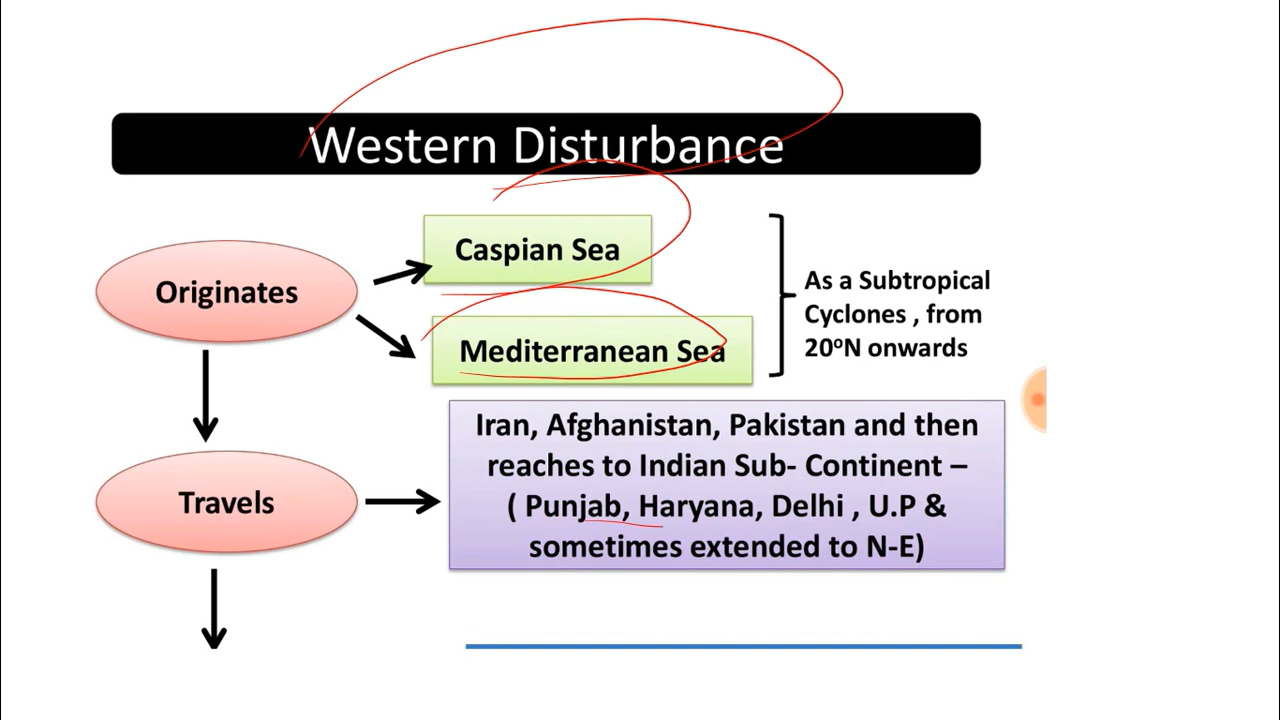 Western Disturbance
Originates
Caspian Sea
Mediterranean Sea
As a Subtropical
Cyclones , from
20ºN onwards
Travels
Iran, Afghanistan, Pakistan and then
reaches to Indian Sub- Continent –
( Punjab, Haryana, Delhi , U.P &
sometimes extended to N-E)